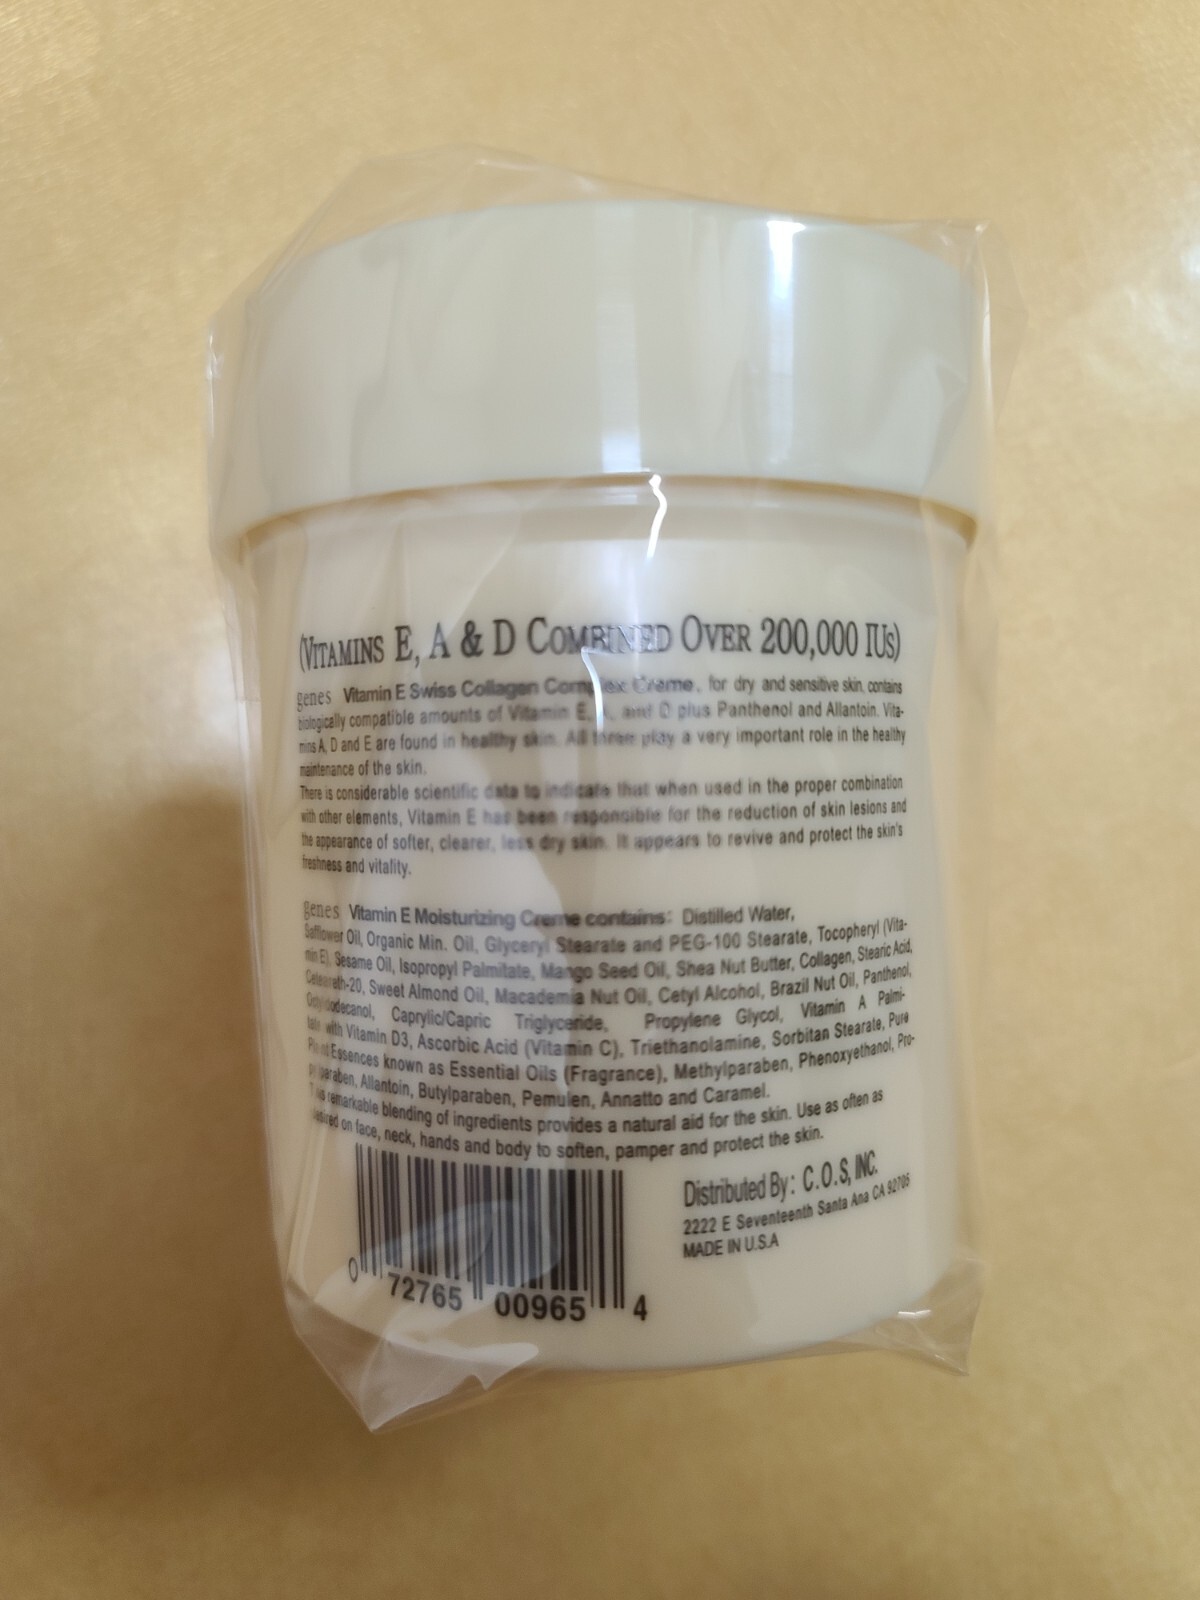 (VITAMINS E, A & D COMBINED OVER 200,000 IUs)
genes Vitamin E Swiss Collagen Complex Creme, for dry and sensitive skin, contains
biologically compatible amounts of Vitamin E, A, and D plus Panthenol and Allantoin. Vita-
mins A, D and E are found in healthy skin. All three play a very important role in the healthy
maintenance of the skin.
There is considerable scientific data to indicate that when used in the proper combination
with other elements, Vitamin E has been responsible for the reduction of skin lesions and
the appearance of softer, clearer, less dry skin. It appears to revive and protect the skin's
freshness and vitality.
genes Vitamin E Moisturizing Creme contains: Distilled Water,
Safflower Oil, Organic Min. Oil, Glyceryl Stearate and PEG-100 Stearate, Tocopheryl (Vita-
min E), Sesame Oil, Isopropyl Palmitate, Mango Seed Oil, Shea Nut Butter, Collagen, Stearic Acid,
Ceteareth-20, Sweet Almond Oil, Macademia Nut Oil, Cetyl Alcohol, Brazil Nut Oil, Panthenol,
Octyldodecanol, Caprylic/Capric Triglyceride, Propylene Glycol, Vitamin A Palmi-
tate with Vitamin D3, Ascorbic Acid (Vitamin C), Triethanolamine, Sorbitan Stearate, Pure
Plant Essences known as Essential Oils (Fragrance), Methylparaben, Phenoxyethanol, Pro-
pylparaben, Allantoin, Butylparaben, Pemulen, Annatto and Caramel.
This remarkable blending of ingredients provides a natural aid for the skin. Use as often as
desired on face, neck, hands and body to soften, pamper and protect the skin.
Distributed By: C.O.S, INC.
2222 E Seventeenth Santa Ana CA 92705
MADE IN U.S.A
0 72765 00965 4